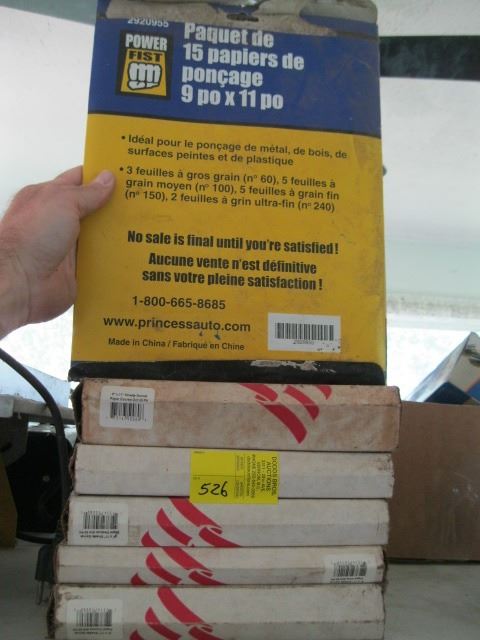 2920955
POWER
FIST
Paquet de
15 papiers de
ponçage
9 po x 11 po
• Idéal pour le ponçage de métal, de bois, de
surfaces peintes et de plastique
• 3 feuilles à gros grain (nº 60), 5 feuilles à
grain moyen (nº 100), 5 feuilles à grain fin
(nº 150), 2 feuilles à grin ultra-fin (nº 240)
No sale is final until you're satisfied !
Aucune vente n'est définitive
sans votre pleine satisfaction !
1-800-665-8685
www.princessauto.com
Made in China / Fabriqué en Chine
526
AUCTIONS